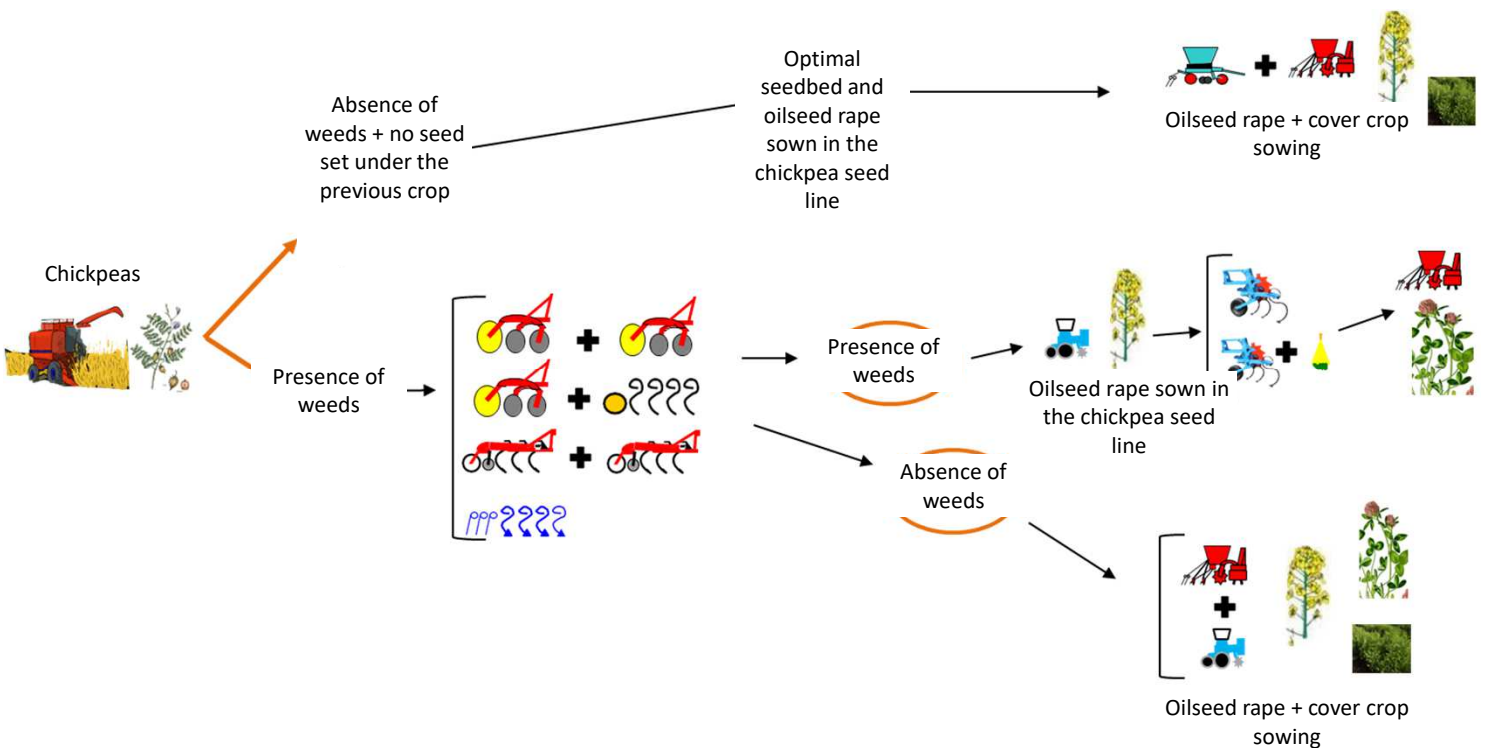 Chickpeas
Absence of
weeds + no seed
set under the
previous crop
Optimal
seedbed and
oilseed rape
sown in the
chickpea seed
line
Oilseed rape + cover crop
sowing
Presence of
weeds
Presence of
weeds
Oilseed rape sown in
the chickpea seed
line
Absence of
weeds
Oilseed rape + cover crop
sowing